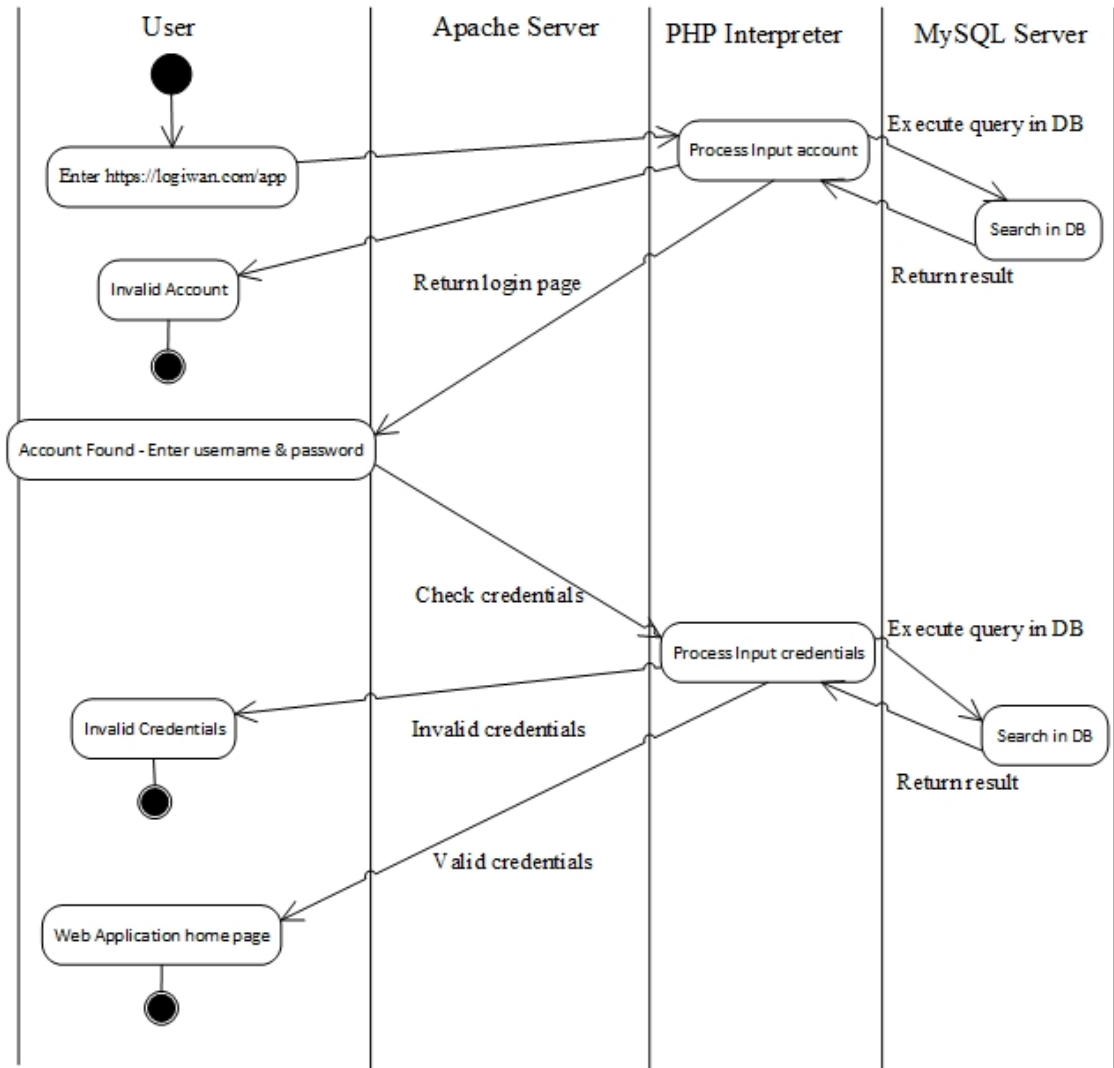 User
Apache Server
PHP Interpreter
MySQL Server
Execute query in DB
Process Input account
Enter https://logiwan.com/app
Search in DB
Return result
Return login page
Invalid Account
Account Found - Enter username & password
Check credentials
Execute query in DB
Process Input credentials
Invalid Credentials
Invalid credentials
Search in DB
Return result
Valid credentials
Web Application home page